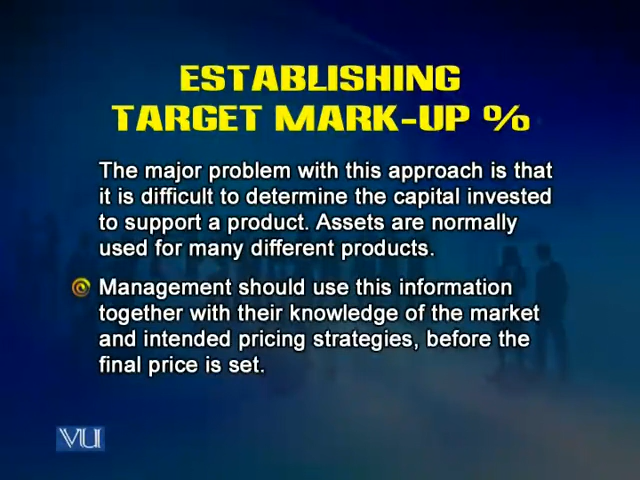 ESTABLISHING
TARGET MARK-UP %
The major problem with this approach is that
it is difficult to determine the capital invested
to support a product. Assets are normally
used for many different products.
Management should use this information
together with their knowledge of the market
and intended pricing strategies, before the
final price is set.
VU